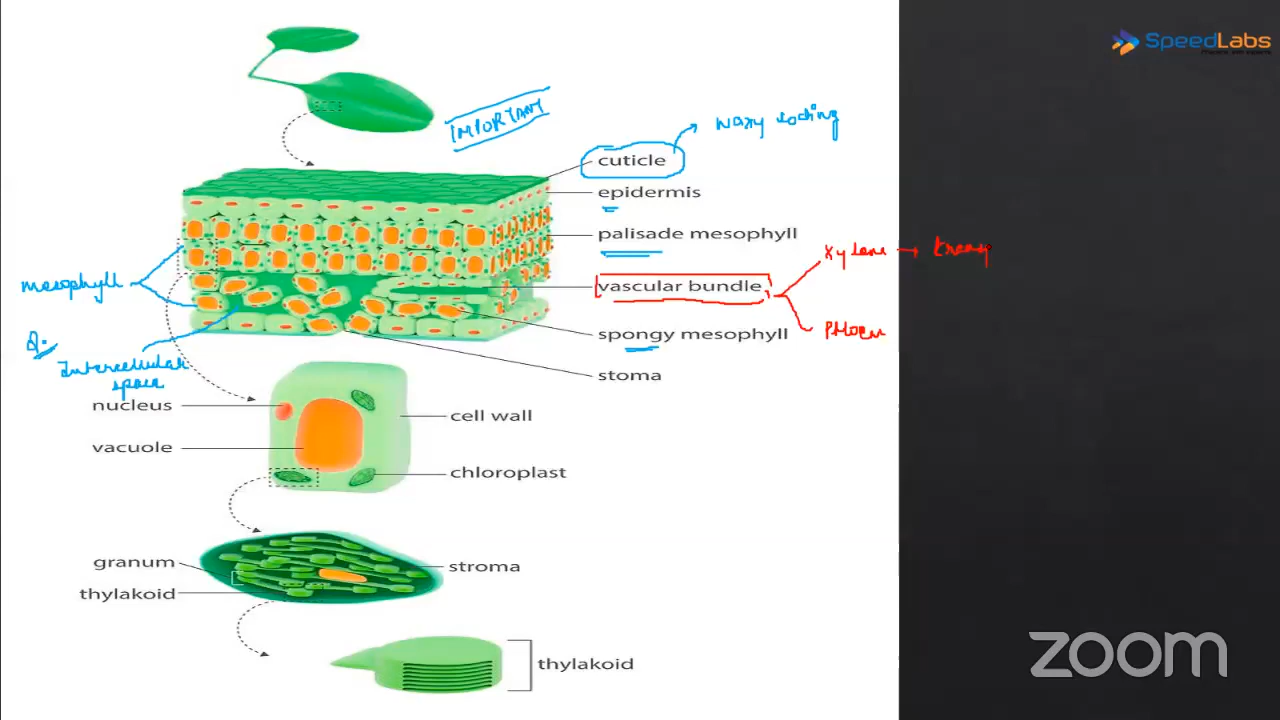 SpeedLabs
IMPORTANT
waxy coding
cuticle
epidermis
palisade mesophyll
Xylem →
mesophyll
vascular bundle
Phloem
spongy mesophyll
Q.
Intercellular
space
stoma
nucleus
cell wall
vacuole
chloroplast
granum
stroma
thylakoid
thylakoid
zoom